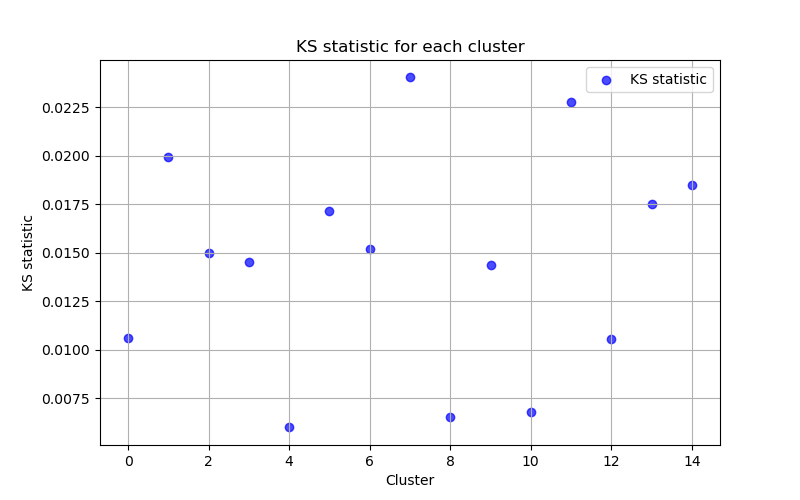 KS statistic for each cluster
KS statistic
0.0225
0.0200
0.0175
0.0150
0.0125
0.0100
0.0075
KS statistic
0 2 4 6 8 10 12 14
Cluster